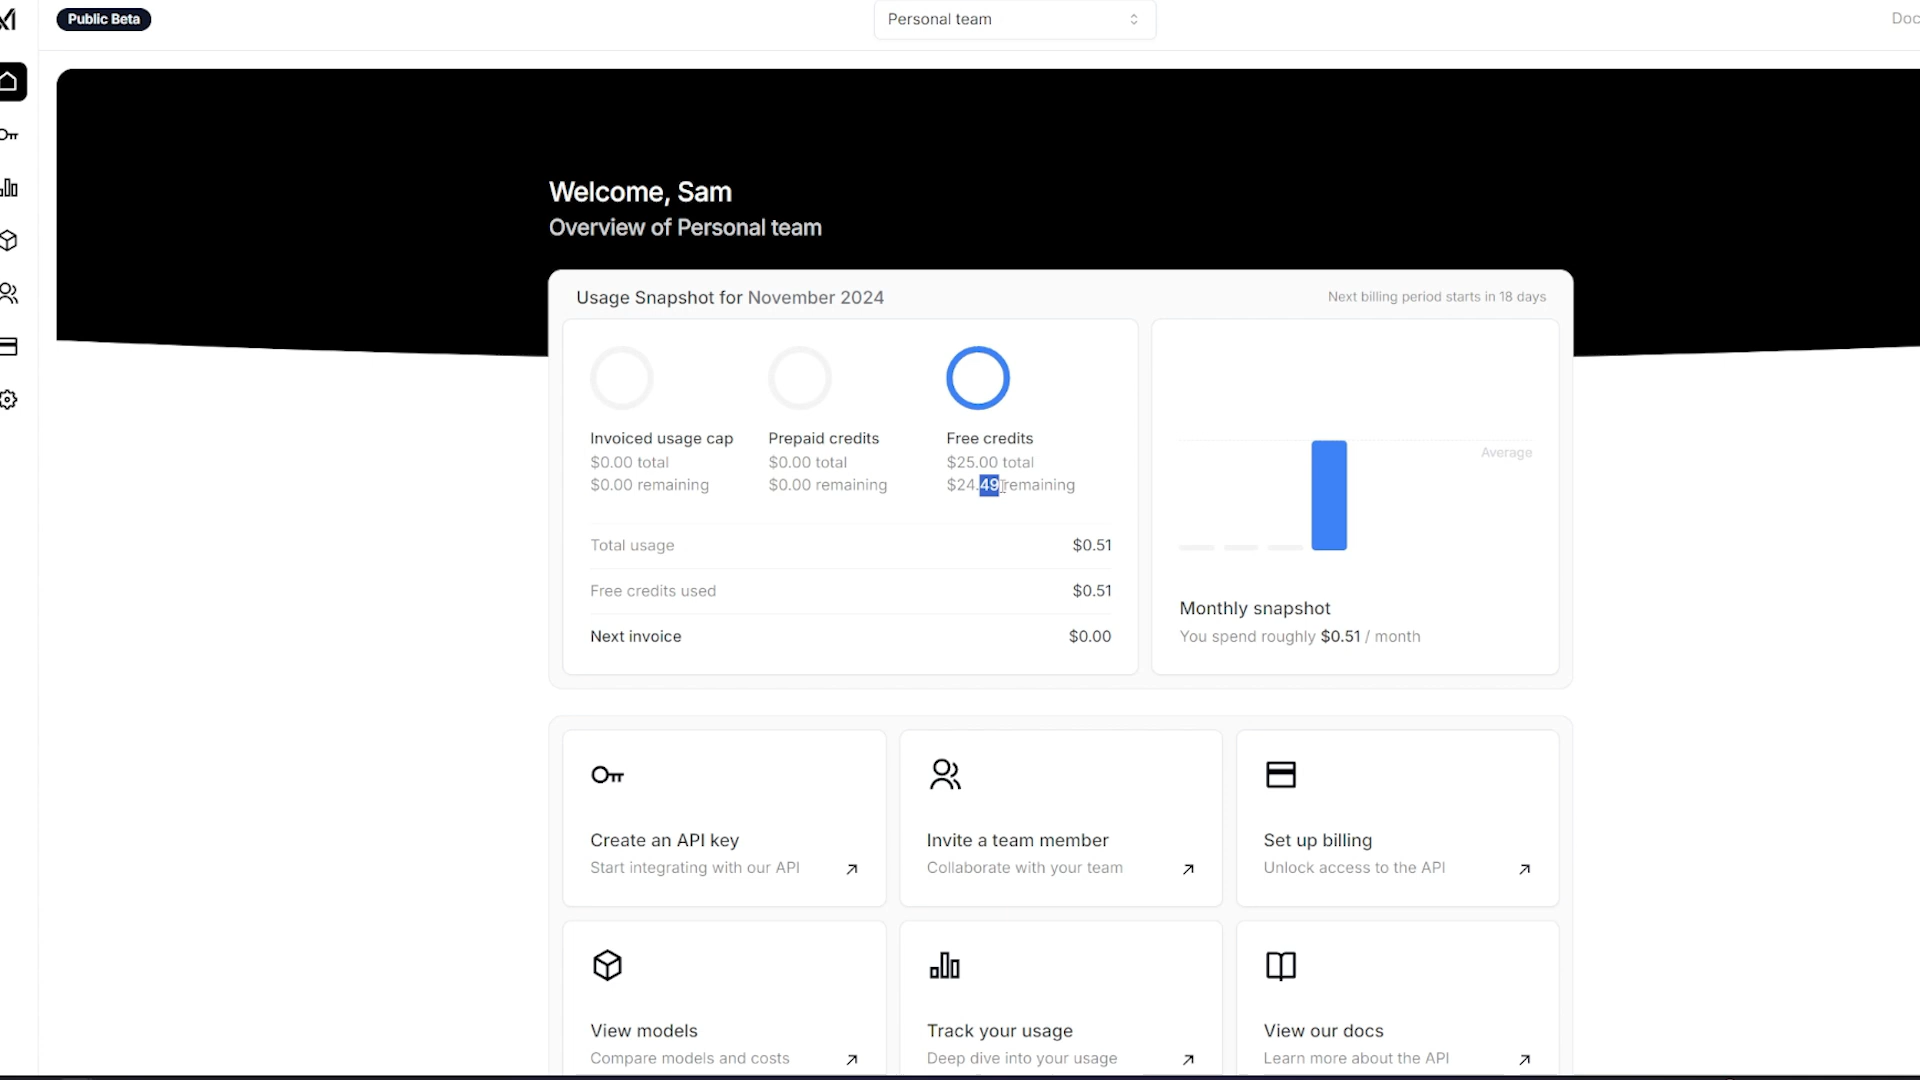 Public Beta
Personal team
Doc
Welcome, Sam
Overview of Personal team
Usage Snapshot for November 2024
Next billing period starts in 18 days
Invoiced usage cap
$0.00 total
$0.00 remaining
Prepaid credits
$0.00 total
$0.00 remaining
Free credits
$25.00 total
$24.49 remaining
Total usage $0.51
Free credits used $0.51
Next invoice $0.00
Average
Monthly snapshot
You spend roughly $0.51 / month
Create an API key
Start integrating with our API
Invite a team member
Collaborate with your team
Set up billing
Unlock access to the API
View models
Compare models and costs
Track your usage
Deep dive into your usage
View our docs
Learn more about the API